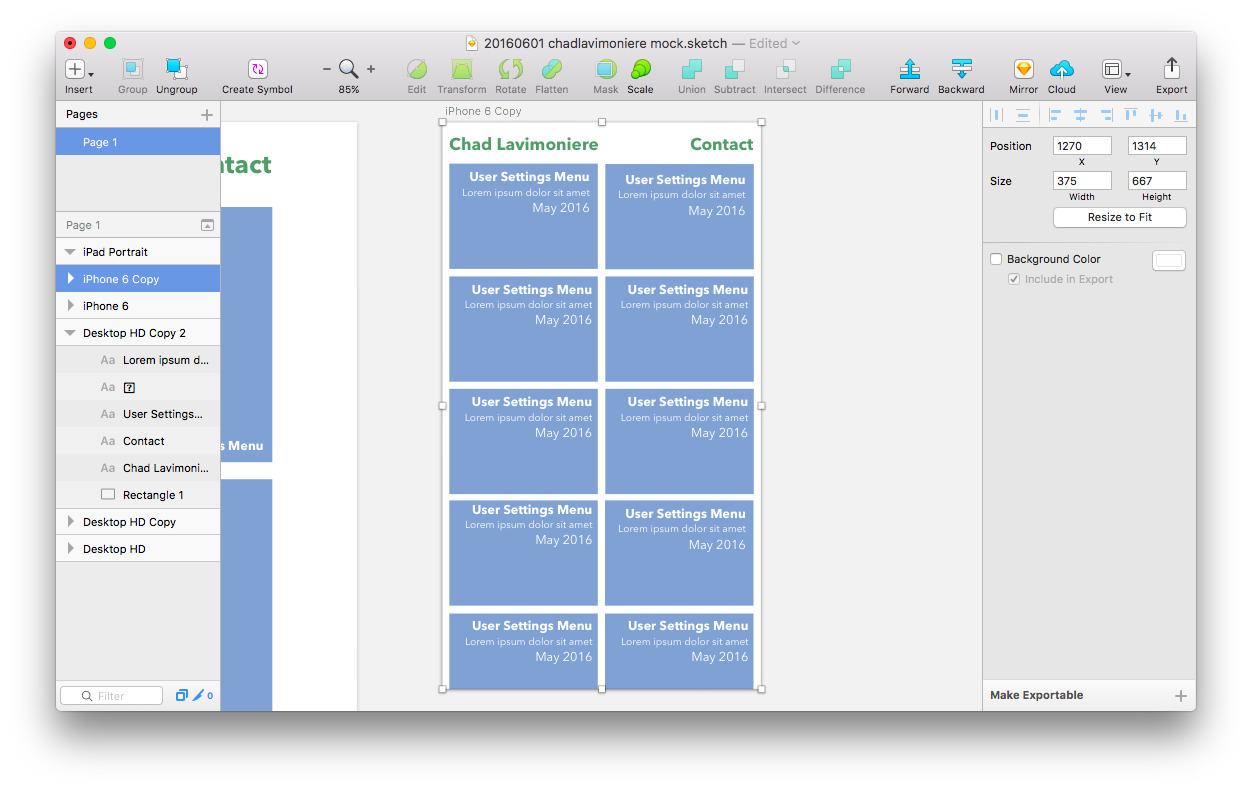 20160601 chadlavimoniere mock.sketch — Edited
Insert
Group
Ungroup
Create Symbol
85%
Edit
Transform
Rotate
Flatten
Mask
Scale
Union
Subtract
Intersect
Difference
Forward
Backward
Mirror
Cloud
View
Export
Pages
Page 1
Page 1
iPad Portrait
iPhone 6 Copy
iPhone 6
Desktop HD Copy 2
Aa Lorem ipsum d...
Aa ?
Aa User Settings...
Aa Contact
Aa Chad Lavimoni...
Rectangle 1
Desktop HD Copy
Desktop HD
Filter
0
ntact
s Menu
iPhone 6 Copy
Chad Lavimoniere
Contact
User Settings Menu
Lorem ipsum dolor sit amet
May 2016
User Settings Menu
Lorem ipsum dolor sit amet
May 2016
User Settings Menu
Lorem ipsum dolor sit amet
May 2016
User Settings Menu
Lorem ipsum dolor sit amet
May 2016
User Settings Menu
Lorem ipsum dolor sit amet
May 2016
User Settings Menu
Lorem ipsum dolor sit amet
May 2016
User Settings Menu
Lorem ipsum dolor sit amet
May 2016
User Settings Menu
Lorem ipsum dolor sit amet
May 2016
User Settings Menu
Lorem ipsum dolor sit amet
May 2016
User Settings Menu
Lorem ipsum dolor sit amet
May 2016
Position
1270
1314
X
Y
Size
375
667
Width
Height
Resize to Fit
Background Color
Include in Export
Make Exportable